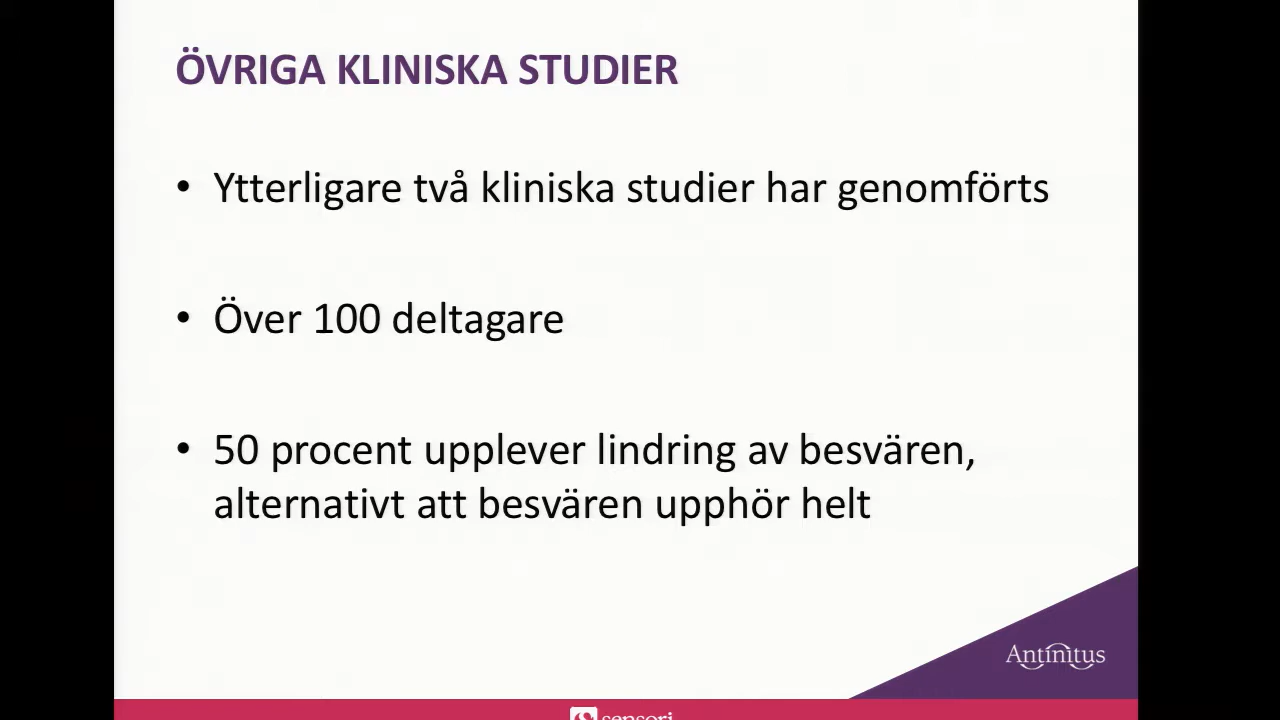 ÖVRIGA KLINISKA STUDIER
• Ytterligare två kliniska studier har genomförts
• Över 100 deltagare
• 50 procent upplever lindring av besvären,
alternativt att besvären upphör helt
Antinitus
sensori